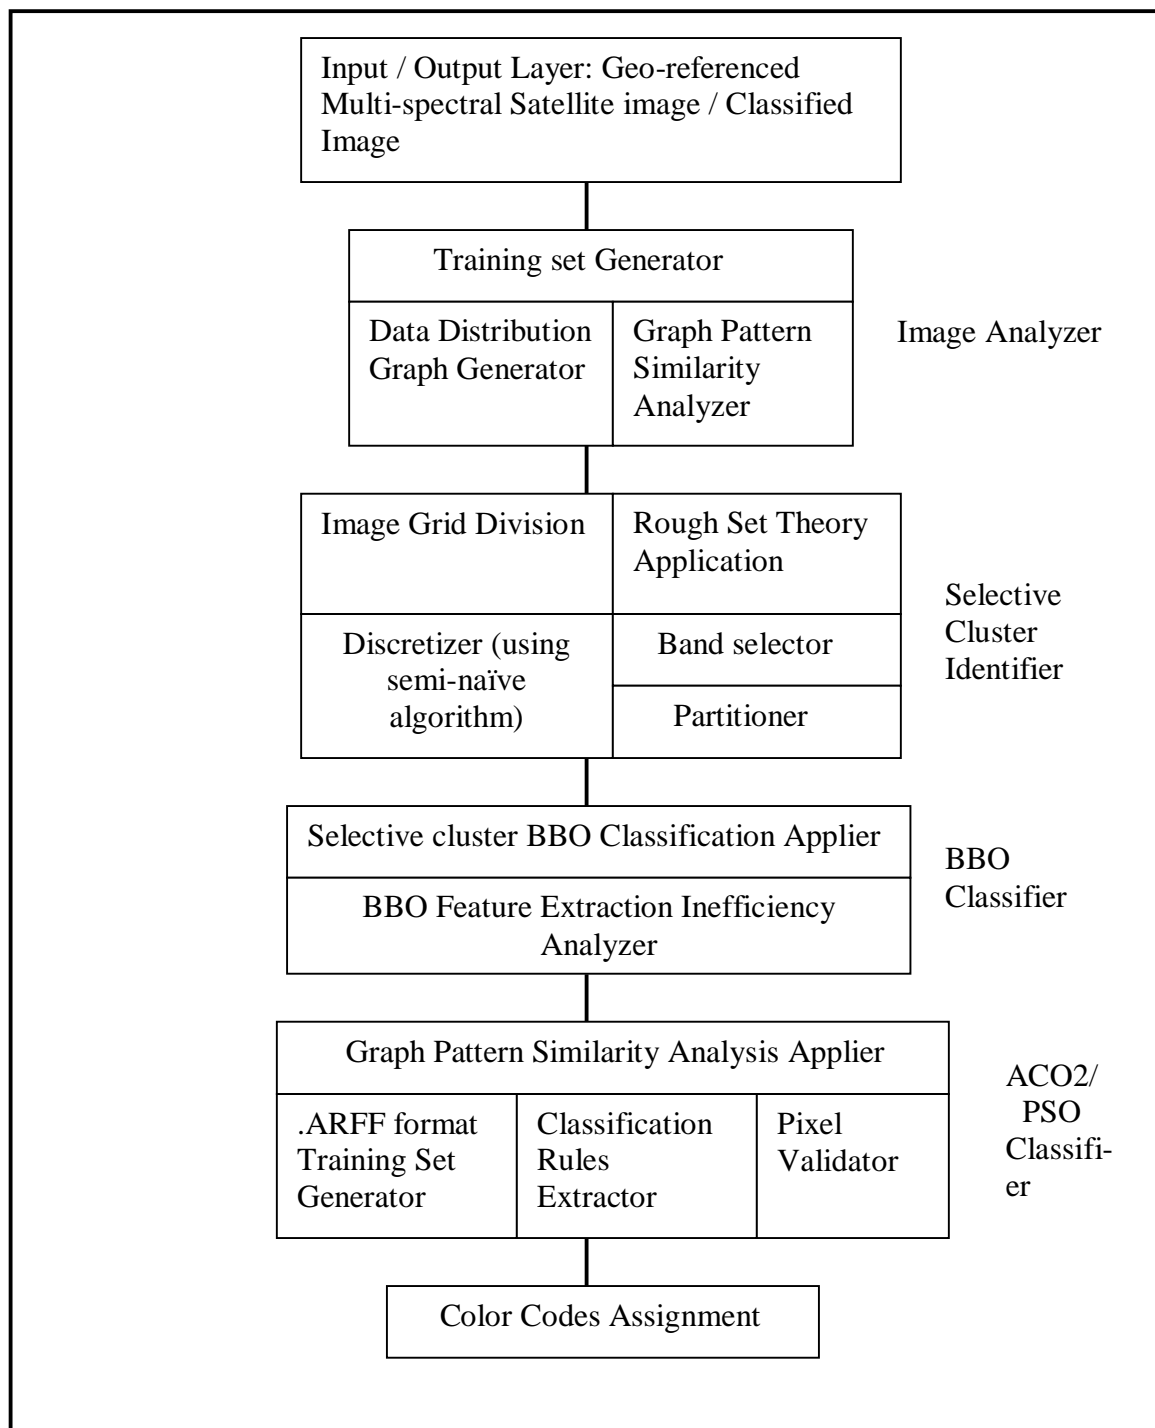 Input / Output Layer: Geo-referenced
Multi-spectral Satellite image / Classified
Image
Training set Generator
Data Distribution
Graph Generator
Graph Pattern
Similarity
Analyzer
Image Analyzer
Image Grid Division
Rough Set Theory
Application
Discretizer (using
semi-naïve
algorithm)
Band selector
Partitioner
Selective
Cluster
Identifier
Selective cluster BBO Classification Applier
BBO Feature Extraction Inefficiency
Analyzer
BBO
Classifier
Graph Pattern Similarity Analysis Applier
.ARFF format
Training Set
Generator
Classification
Rules
Extractor
Pixel
Validator
ACO2/
PSO
Classifi-
er
Color Codes Assignment